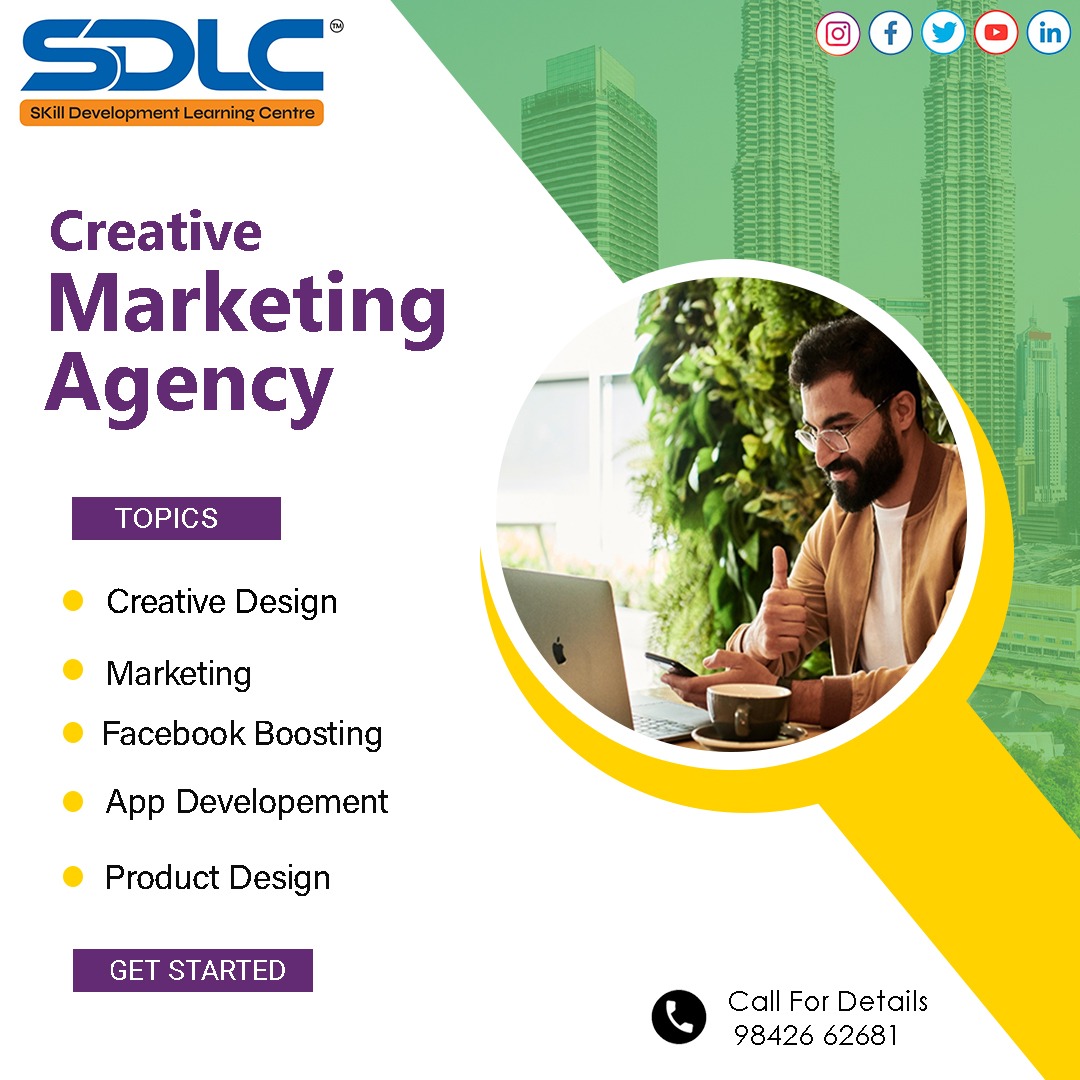 SDLC ™
SKill Development Learning Centre
Creative
Marketing
Agency
TOPICS
Creative Design
Marketing
Facebook Boosting
App Developement
Product Design
GET STARTED
Call For Details
98426 62681